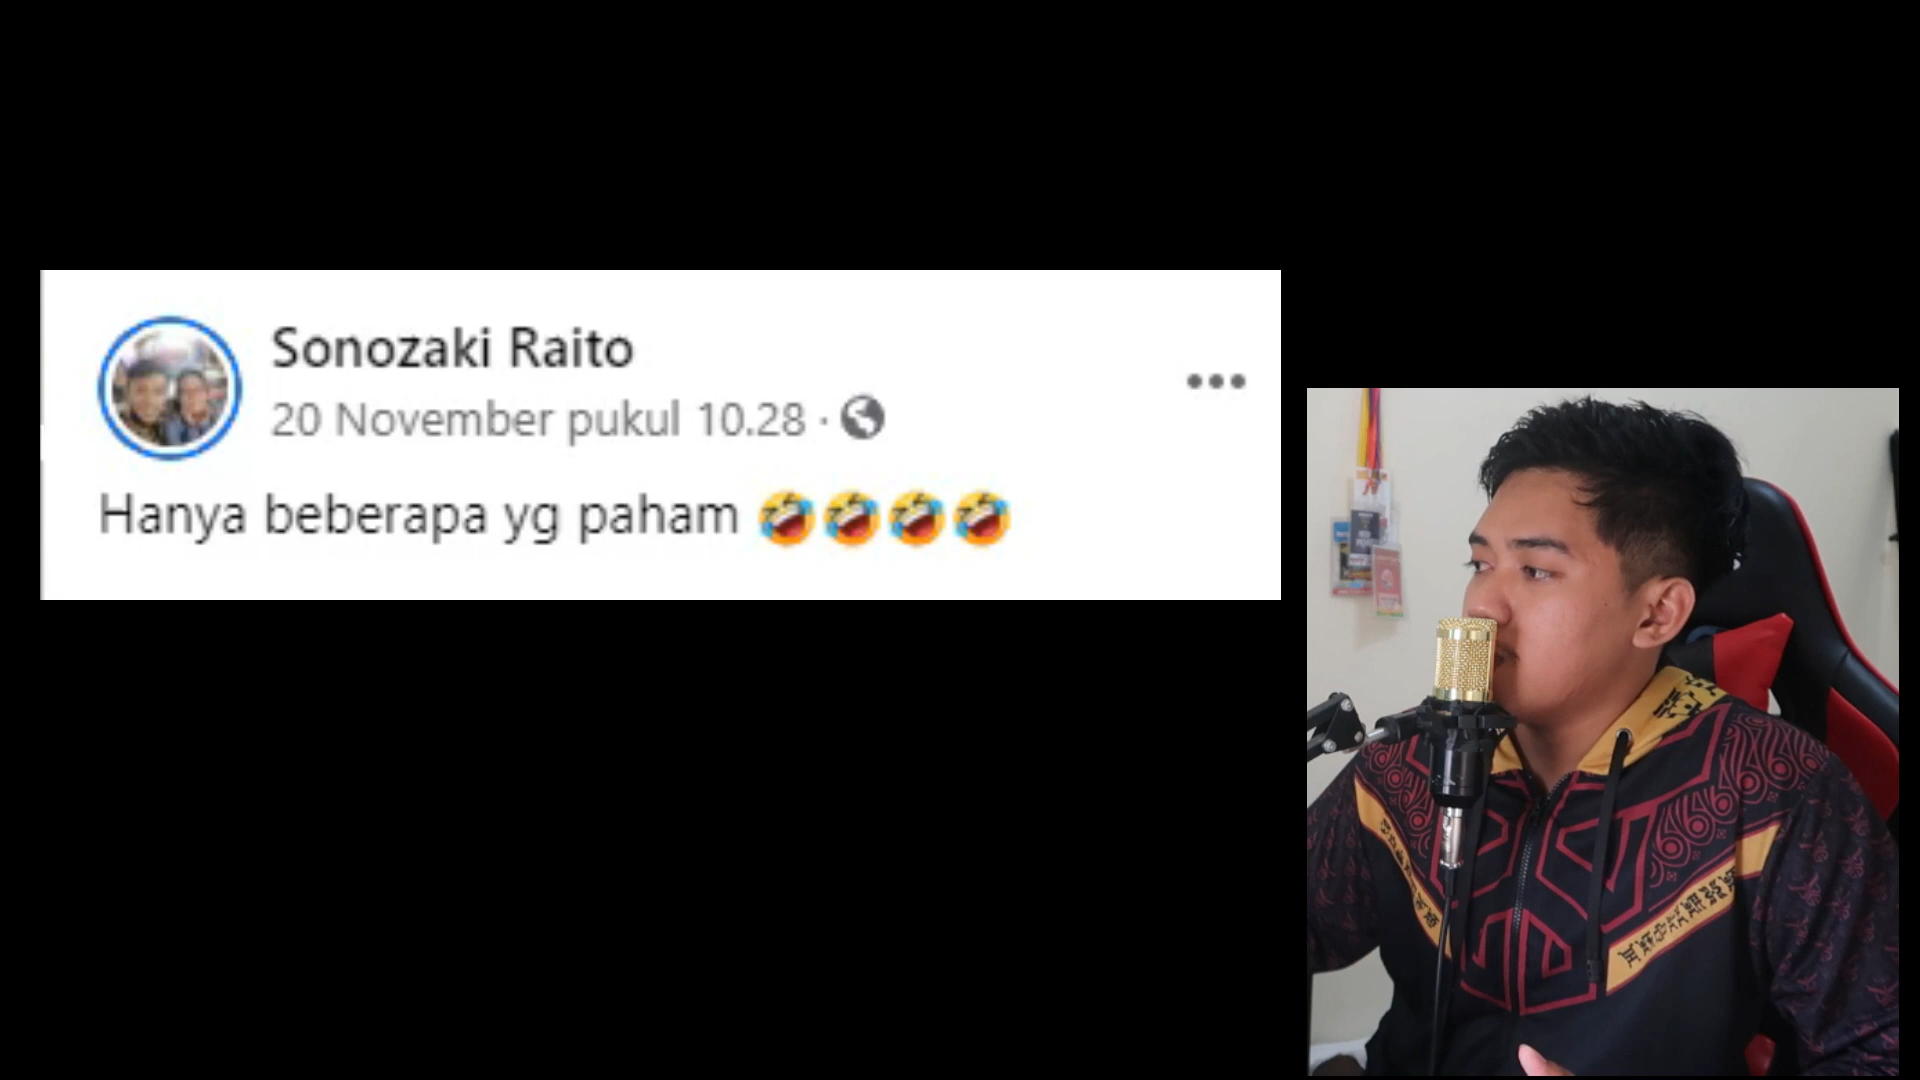 Sonozaki Raito
20 November pukul 10.28 ·
Hanya beberapa yg paham 🤣🤣🤣🤣